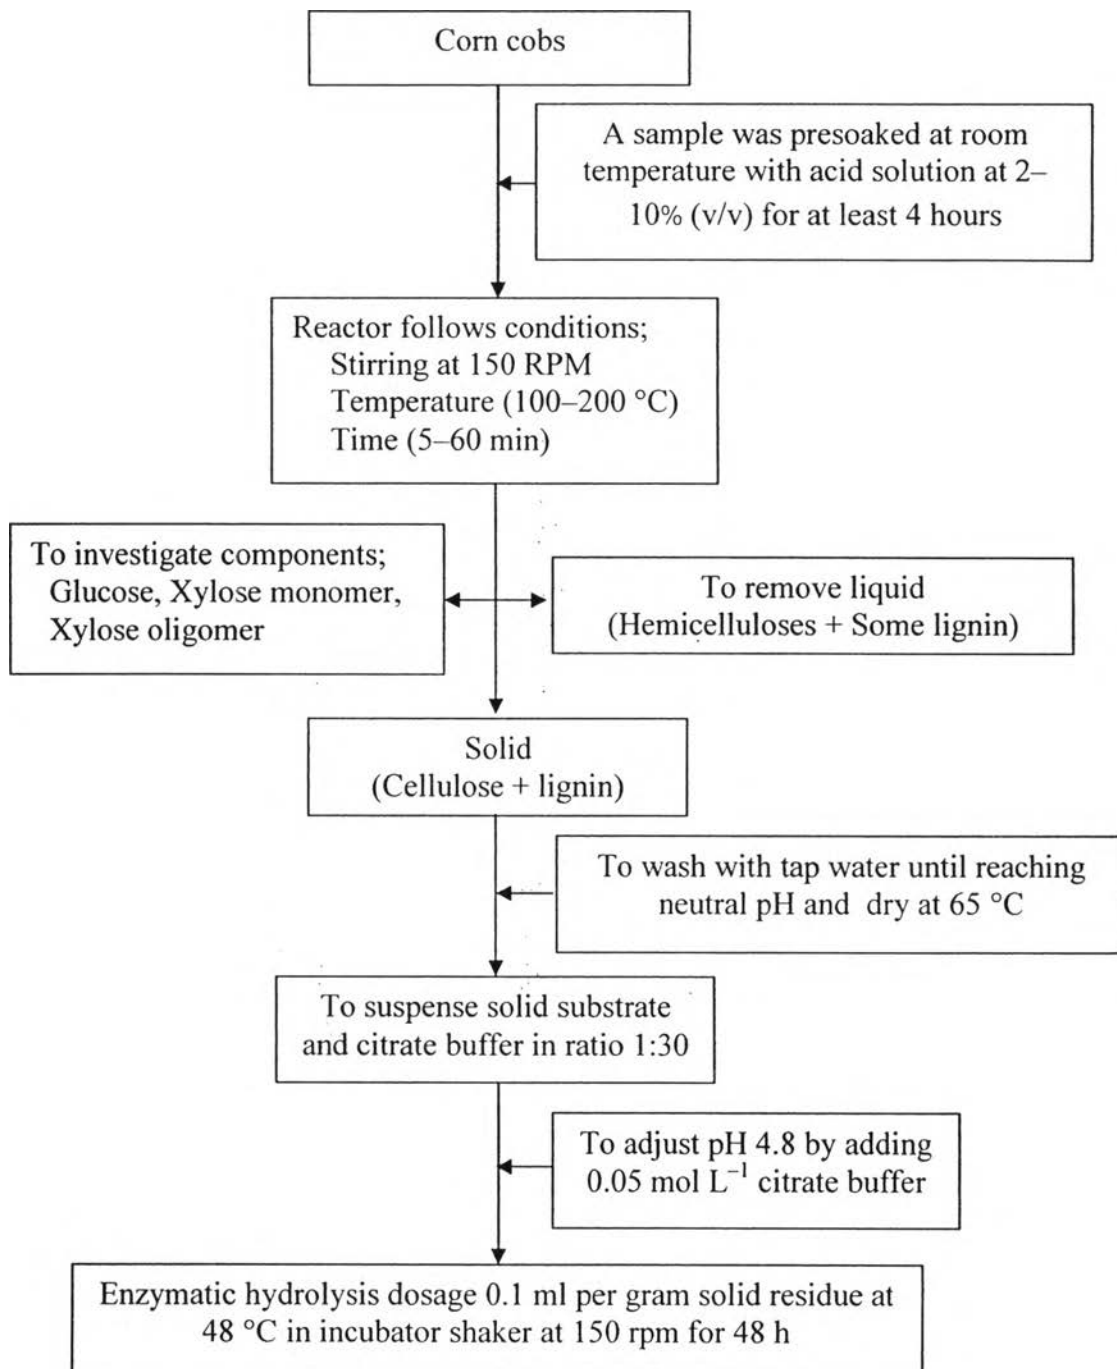 Corn cobs
A sample was presoaked at room
temperature with acid solution at 2–
10% (v/v) for at least 4 hours
Reactor follows conditions;
Stirring at 150 RPM
Temperature (100–200 °C)
Time (5–60 min)
To investigate components;
Glucose, Xylose monomer,
Xylose oligomer
To remove liquid
(Hemicelluloses + Some lignin)
Solid
(Cellulose + lignin)
To wash with tap water until reaching
neutral pH and dry at 65 °C
To suspense solid substrate
and citrate buffer in ratio 1:30
To adjust pH 4.8 by adding
0.05 mol L⁻¹ citrate buffer
Enzymatic hydrolysis dosage 0.1 ml per gram solid residue at
48 °C in incubator shaker at 150 rpm for 48 h